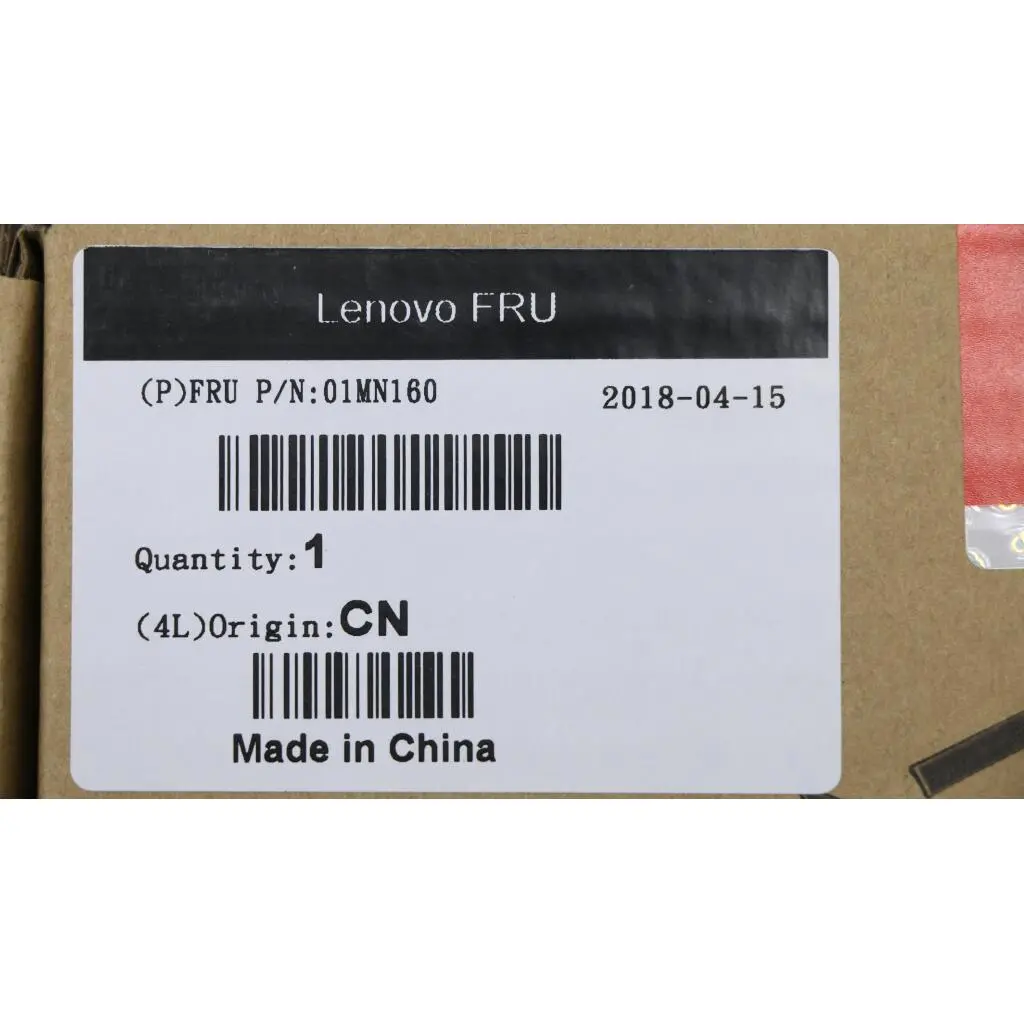 Lenovo FRU
(P)FRU P/N:01MN160
2018-04-15
Quantity:1
(4L)Origin:CN
Made in China